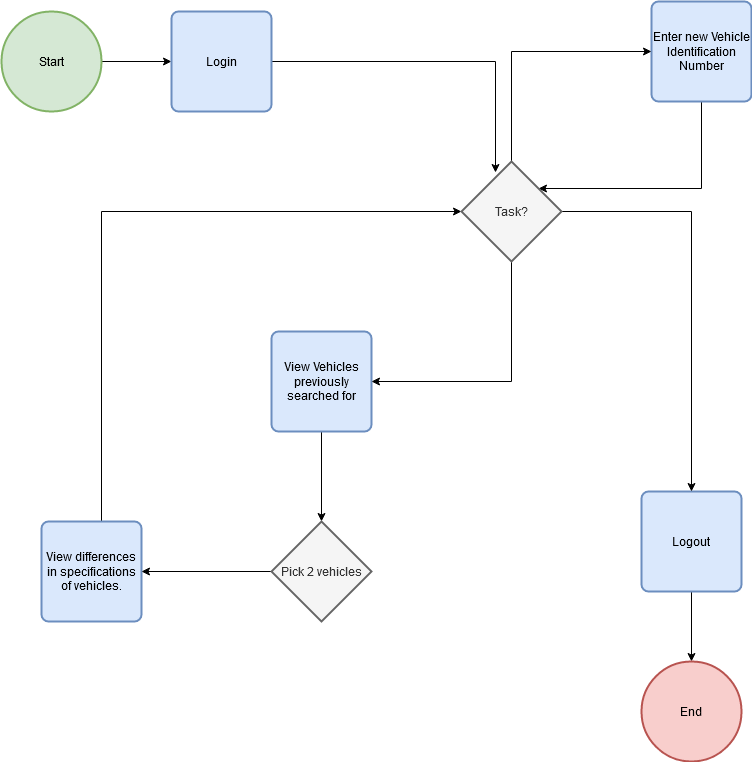 Start
Login
Enter new Vehicle
Identification
Number
Task?
View Vehicles
previously
searched for
View differences
in specifications
of vehicles.
Pick 2 vehicles
Logout
End